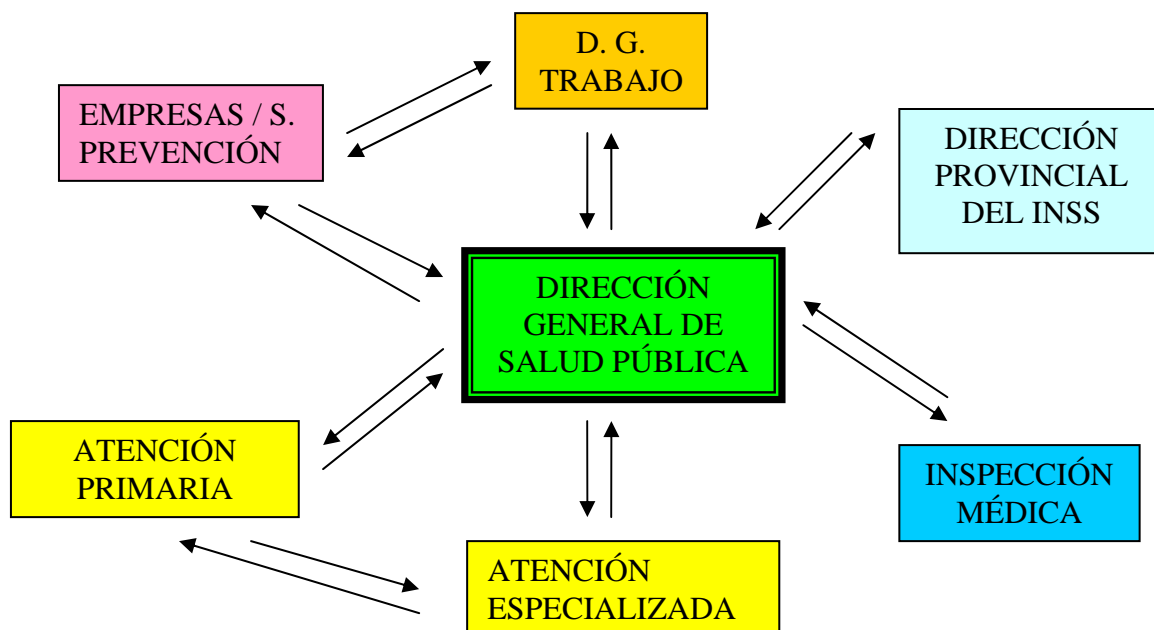 D. G.
TRABAJO
EMPRESAS / S.
PREVENCIÓN
DIRECCIÓN
PROVINCIAL
DEL INSS
DIRECCIÓN
GENERAL DE
SALUD PÚBLICA
ATENCIÓN
PRIMARIA
INSPECCIÓN
MÉDICA
ATENCIÓN
ESPECIALIZADA